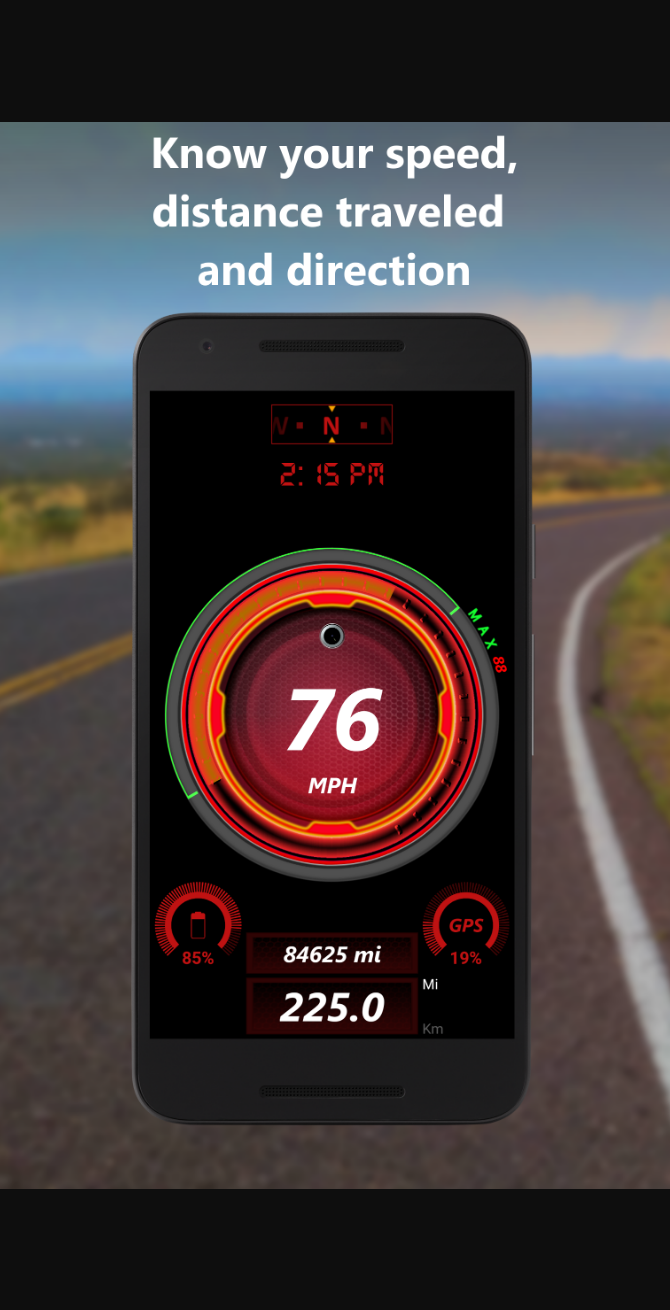 Know your speed,
distance traveled
and direction
W · N · N
2:15 PM
MAX 88
76
MPH
GPS
85%
84625 mi
19%
225.0
Mi
Km